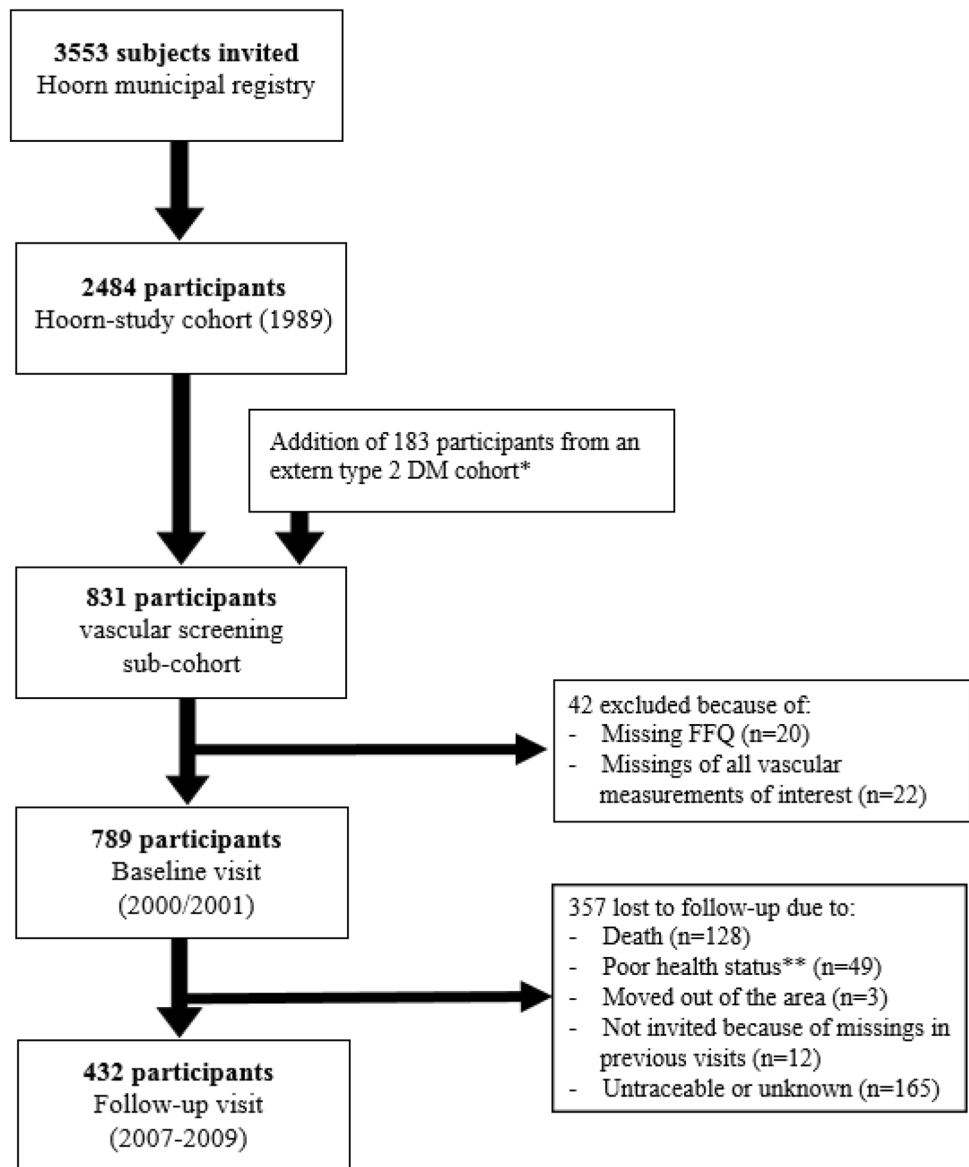 3553 subjects invited
Hoorn municipal registry
2484 participants
Hoorn-study cohort (1989)
Addition of 183 participants from an
extern type 2 DM cohort*
831 participants
vascular screening
sub-cohort
42 excluded because of:
- Missing FFQ (n=20)
- Missings of all vascular
measurements of interest (n=22)
789 participants
Baseline visit
(2000/2001)
357 lost to follow-up due to:
- Death (n=128)
- Poor health status** (n=49)
- Moved out of the area (n=3)
- Not invited because of missings in
previous visits (n=12)
- Untraceable or unknown (n=165)
432 participants
Follow-up visit
(2007-2009)